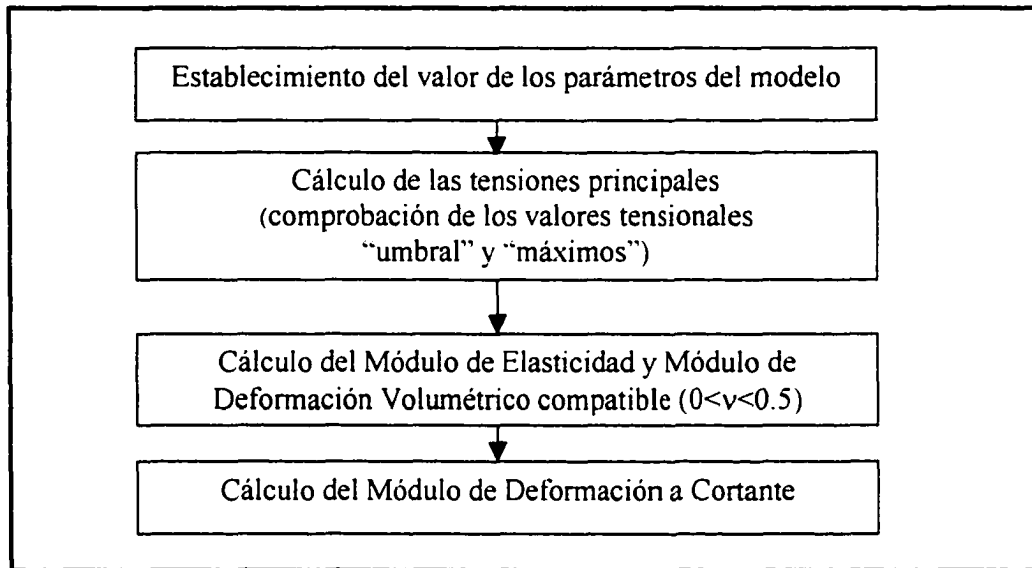 Establecimiento del valor de los parámetros del modelo
Cálculo de las tensiones principales
(comprobación de los valores tensionales
“umbral” y “máximos”)
Cálculo del Módulo de Elasticidad y Módulo de
Deformación Volumétrico compatible (0<ν<0.5)
Cálculo del Módulo de Deformación a Cortante